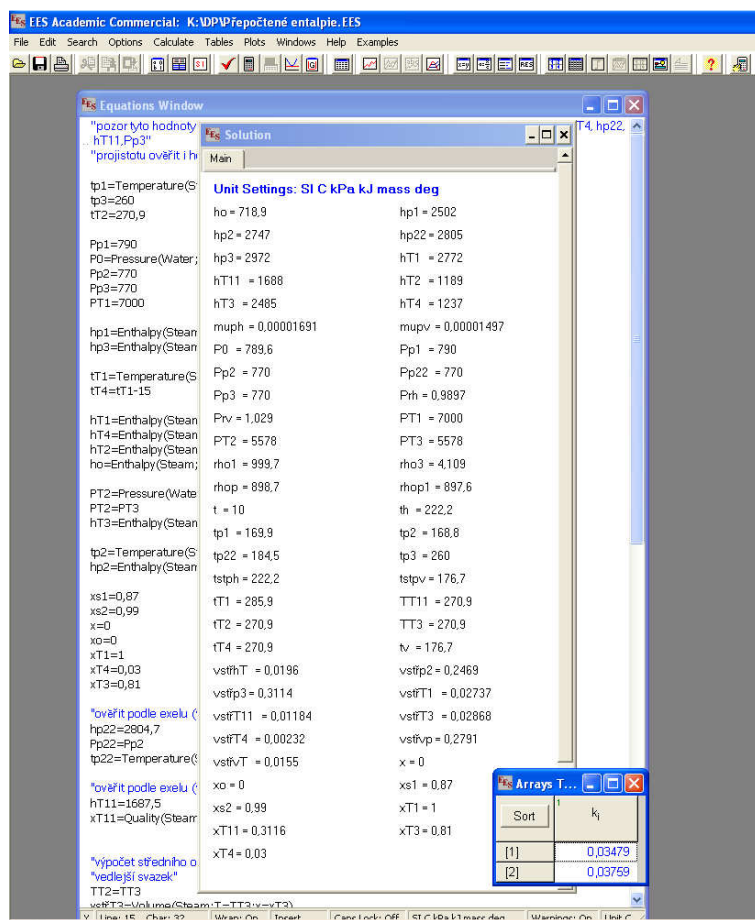 EES Academic Commercial: K:\DP\Přepočtené entalpie.EES
File Edit Search Options Calculate Tables Plots Windows Help Examples
Equations Window
"pozor tyto hodnoty
T4, hp22,
hT11,Pp3"
"projistotu ověřit i h
tp1=Temperature(S
tp3=260
tT2=270,9
Pp1=790
P0=Pressure(Water;
Pp2=770
Pp3=770
PT1=7000
hp1=Enthalpy(Stean
hp3=Enthalpy(Stean
tT1=Temperature(S
tT4=tT1-15
hT1=Enthalpy(Stean
hT4=Enthalpy(Stean
hT2=Enthalpy(Stean
ho=Enthalpy(Steam;
PT2=Pressure(Wate
PT2=PT3
hT3=Enthalpy(Stean
tp2=Temperature(S
hp2=Enthalpy(Stean
xs1=0,87
xs2=0,99
x=0
xo=0
xT1=1
xT4=0,03
xT3=0,81
"ověřit podle exelu (
hp22=2804,7
Pp22=Pp2
tp22=Temperature(
"ověřit podle exelu (
hT11=1687,5
xT11=Quality(Steam
"výpočet středního o
"vedlejší svazek"
TT2=TT3
vstřT3=Volume(Steam;T=TT3;x=xT3)
Solution
Main
Unit Settings: SI C kPa kJ mass deg
ho = 718,9 hp1 = 2502
hp2 = 2747 hp22 = 2805
hp3 = 2972 hT1 = 2772
hT11 = 1688 hT2 = 1189
hT3 = 2485 hT4 = 1237
muph = 0,00001691 mupv = 0,00001497
P0 = 789,6 Pp1 = 790
Pp2 = 770 Pp22 = 770
Pp3 = 770 Prh = 0,9897
Prv = 1,029 PT1 = 7000
PT2 = 5578 PT3 = 5578
rho1 = 999,7 rho3 = 4,109
rhop = 898,7 rhop1 = 897,6
t = 10 th = 222,2
tp1 = 169,9 tp2 = 168,8
tp22 = 184,5 tp3 = 260
tstph = 222,2 tstpv = 176,7
tT1 = 285,9 TT11 = 270,9
tT2 = 270,9 TT3 = 270,9
tT4 = 270,9 tv = 176,7
vstřhT = 0,0196 vstřp2 = 0,2469
vstřp3 = 0,3114 vstřT1 = 0,02737
vstřT11 = 0,01184 vstřT3 = 0,02868
vstřT4 = 0,00232 vstřvp = 0,2791
vstřvT = 0,0155 x = 0
xo = 0 xs1 = 0,87
xs2 = 0,99 xT1 = 1
xT11 = 0,3116 xT3 = 0,81
xT4 = 0,03
Arrays T...
Sort
1
ki
[1] 0,03479
[2] 0,03759
Line: 15 Char: 32 Wrap: On Insert Caps Lock: Off SI C kPa kJ mass deg Warnings: On Unit C